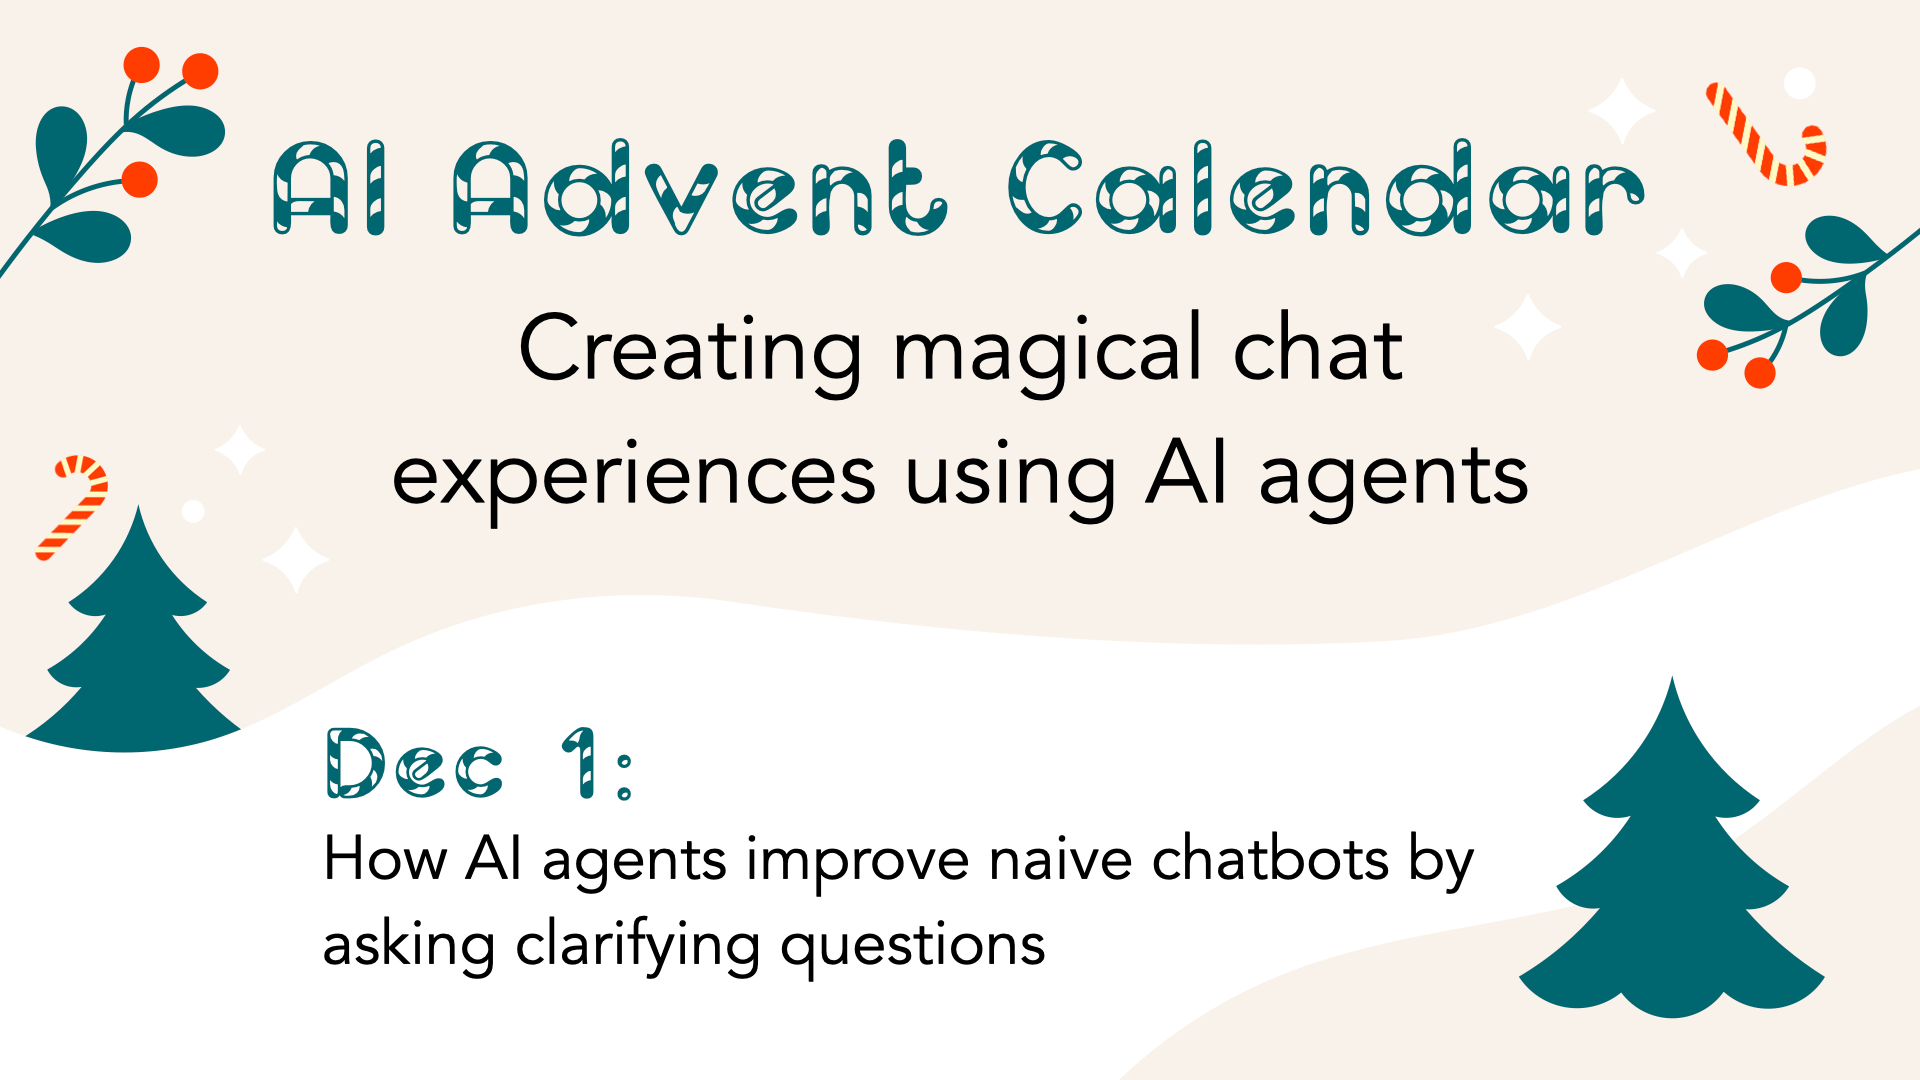 AI Advent Calendar
Creating magical chat
experiences using AI agents
Dec 1:
How AI agents improve naive chatbots by
asking clarifying questions